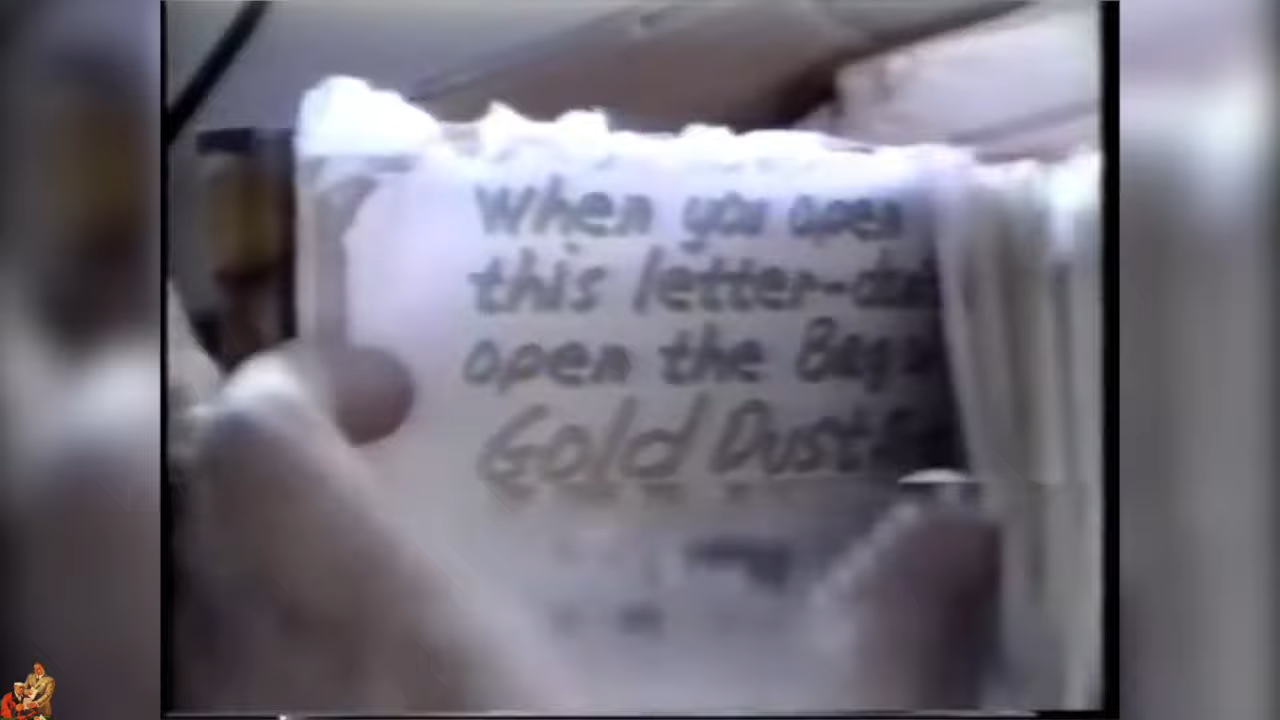 When you open
this letter-
open the Bag
Gold Dust